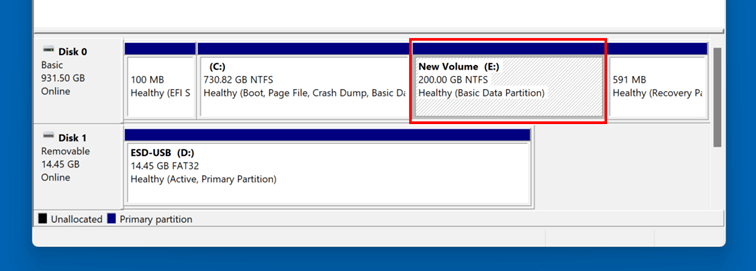 Disk 0
Basic
931.50 GB
Online
100 MB
Healthy (EFI S
(C:)
730.82 GB NTFS
Healthy (Boot, Page File, Crash Dump, Basic Da
New Volume (E:)
200.00 GB NTFS
Healthy (Basic Data Partition)
591 MB
Healthy (Recovery Pa
Disk 1
Removable
14.45 GB
Online
ESD-USB (D:)
14.45 GB FAT32
Healthy (Active, Primary Partition)
Unallocated Primary partition